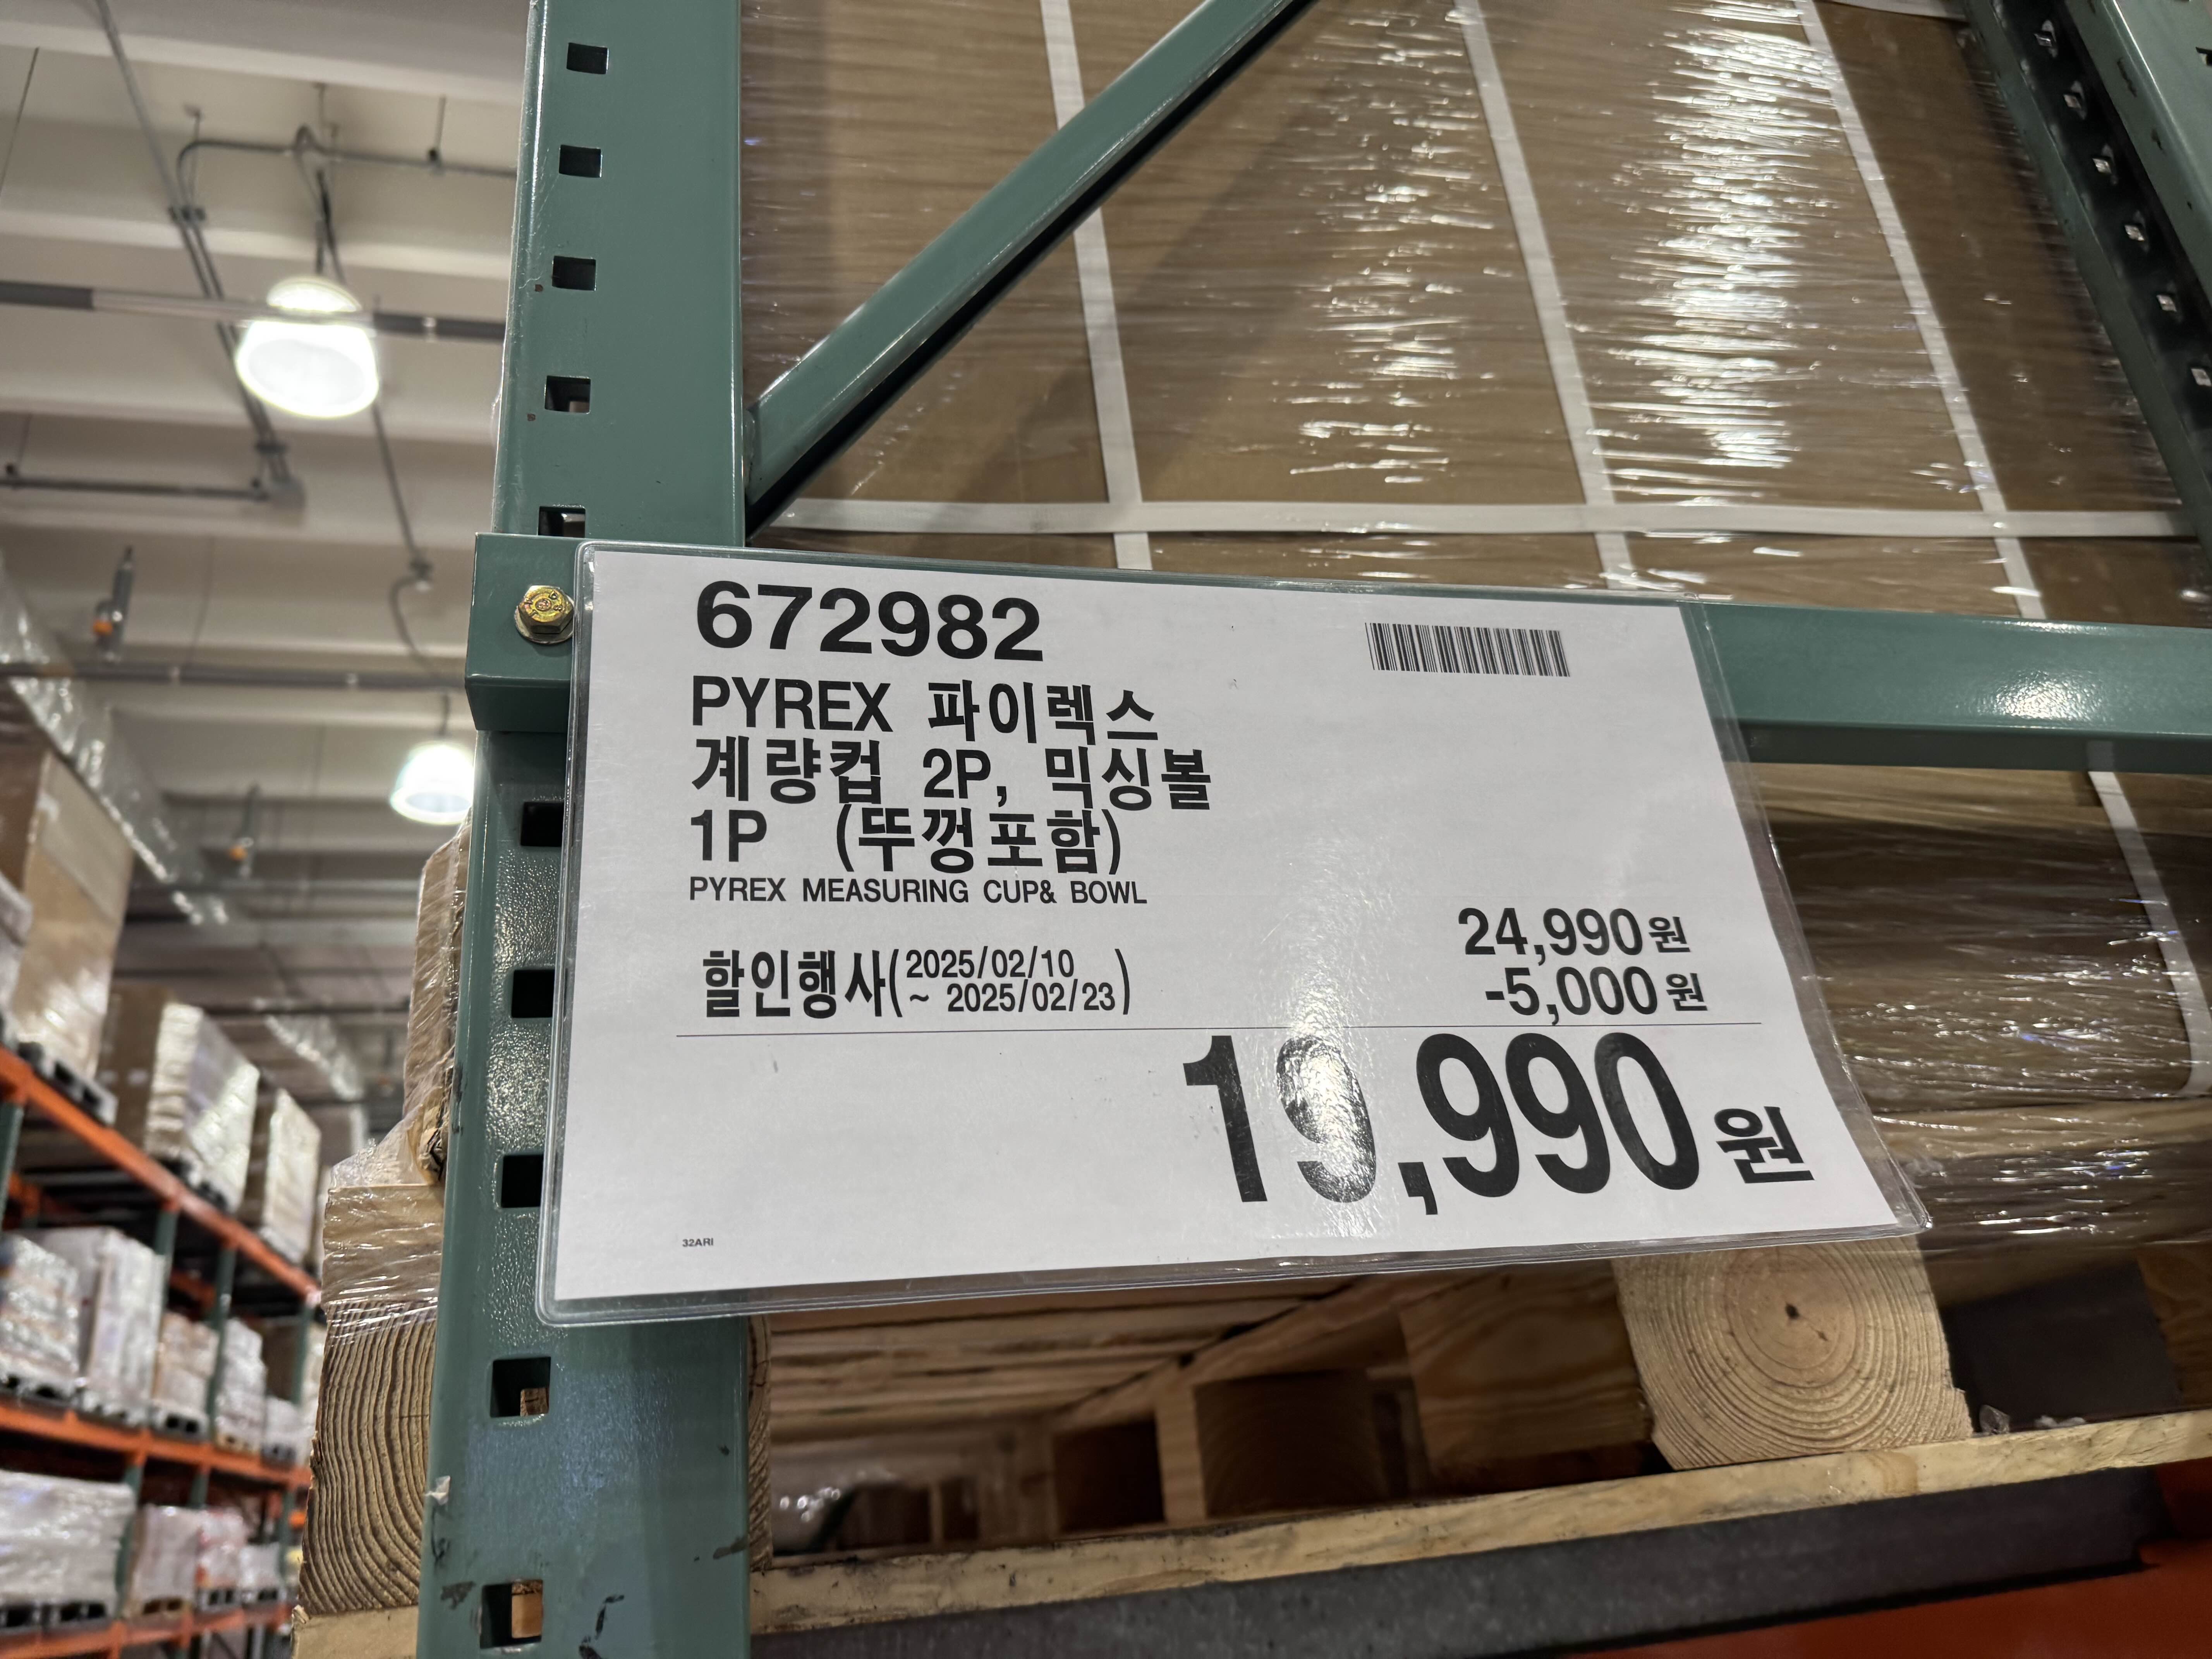 672982
PYREX 파이렉스
계량컵 2P, 믹싱볼
1P (뚜껑포함)
PYREX MEASURING CUP& BOWL
24,990원
할인행사(2025/02/10 ~ 2025/02/23)
-5,000원
19,990원
32ARI